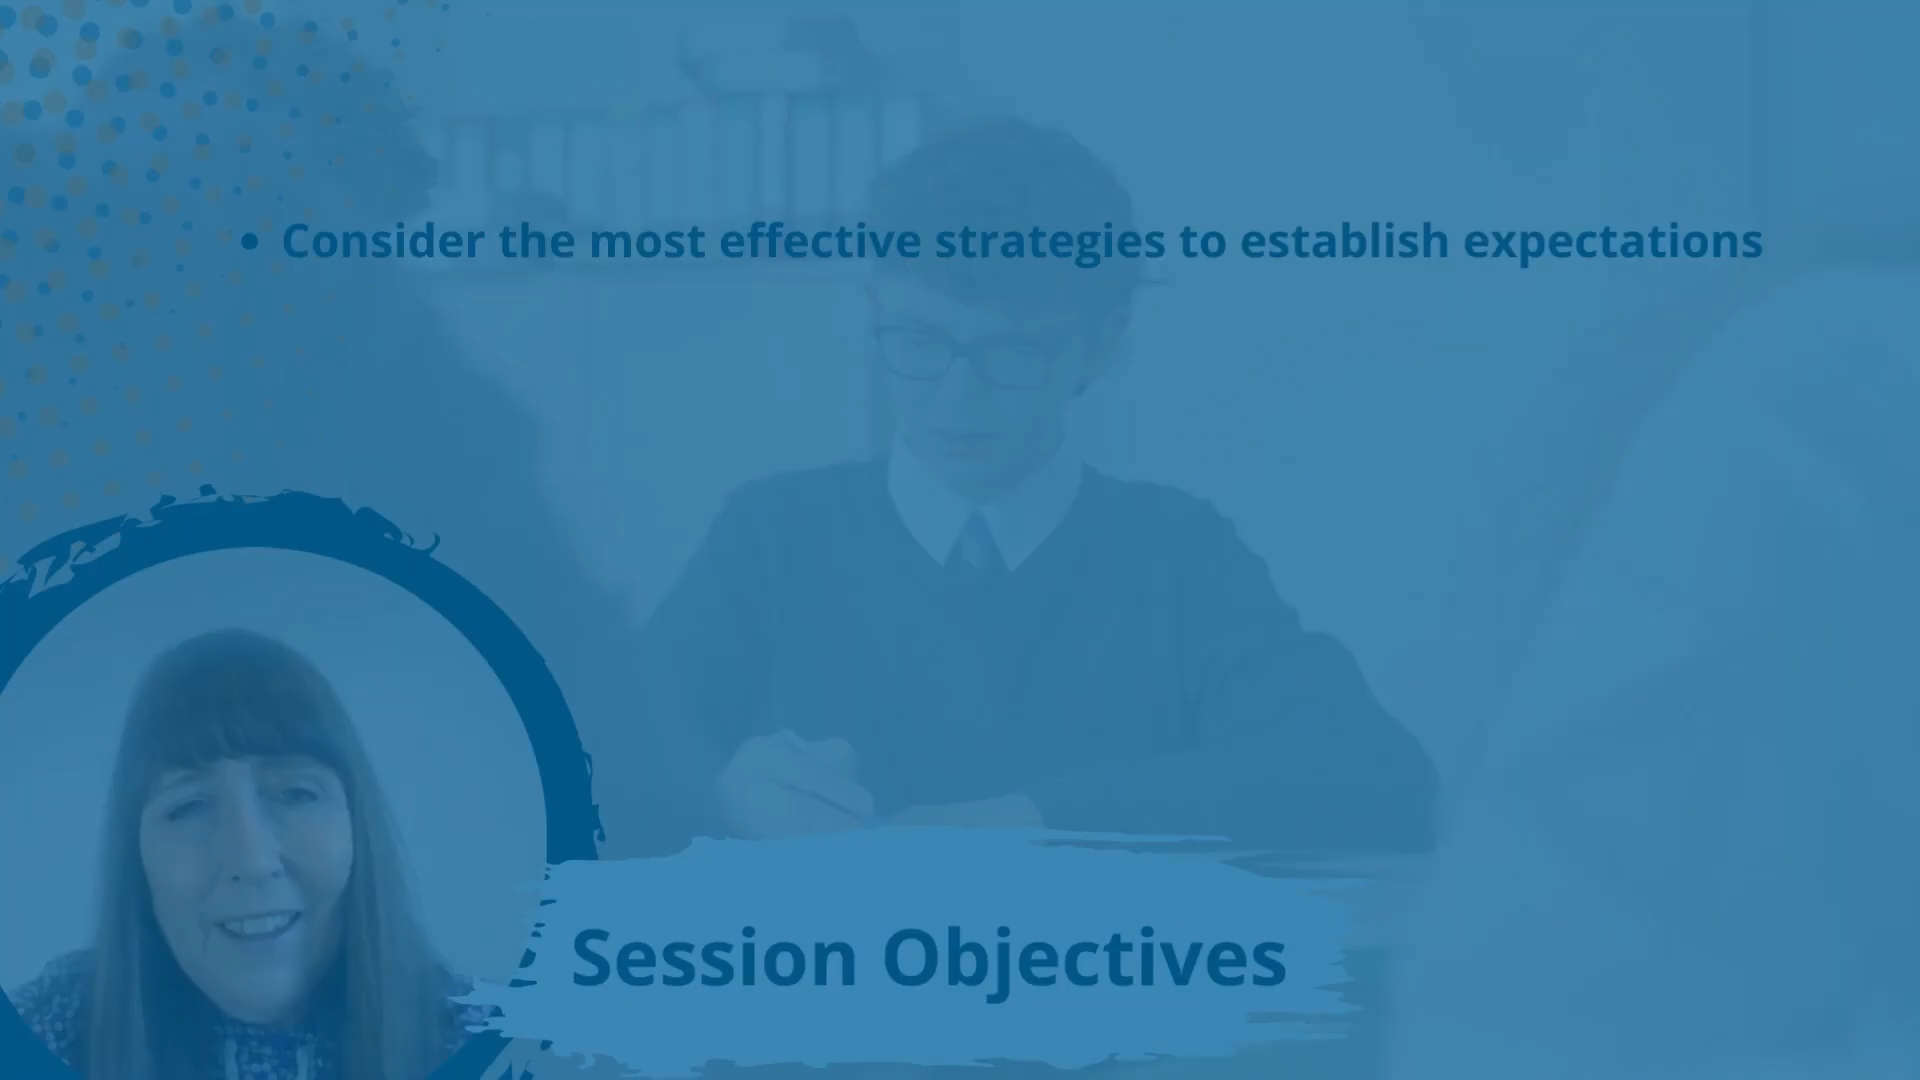 • Consider the most effective strategies to establish expectations
Session Objectives